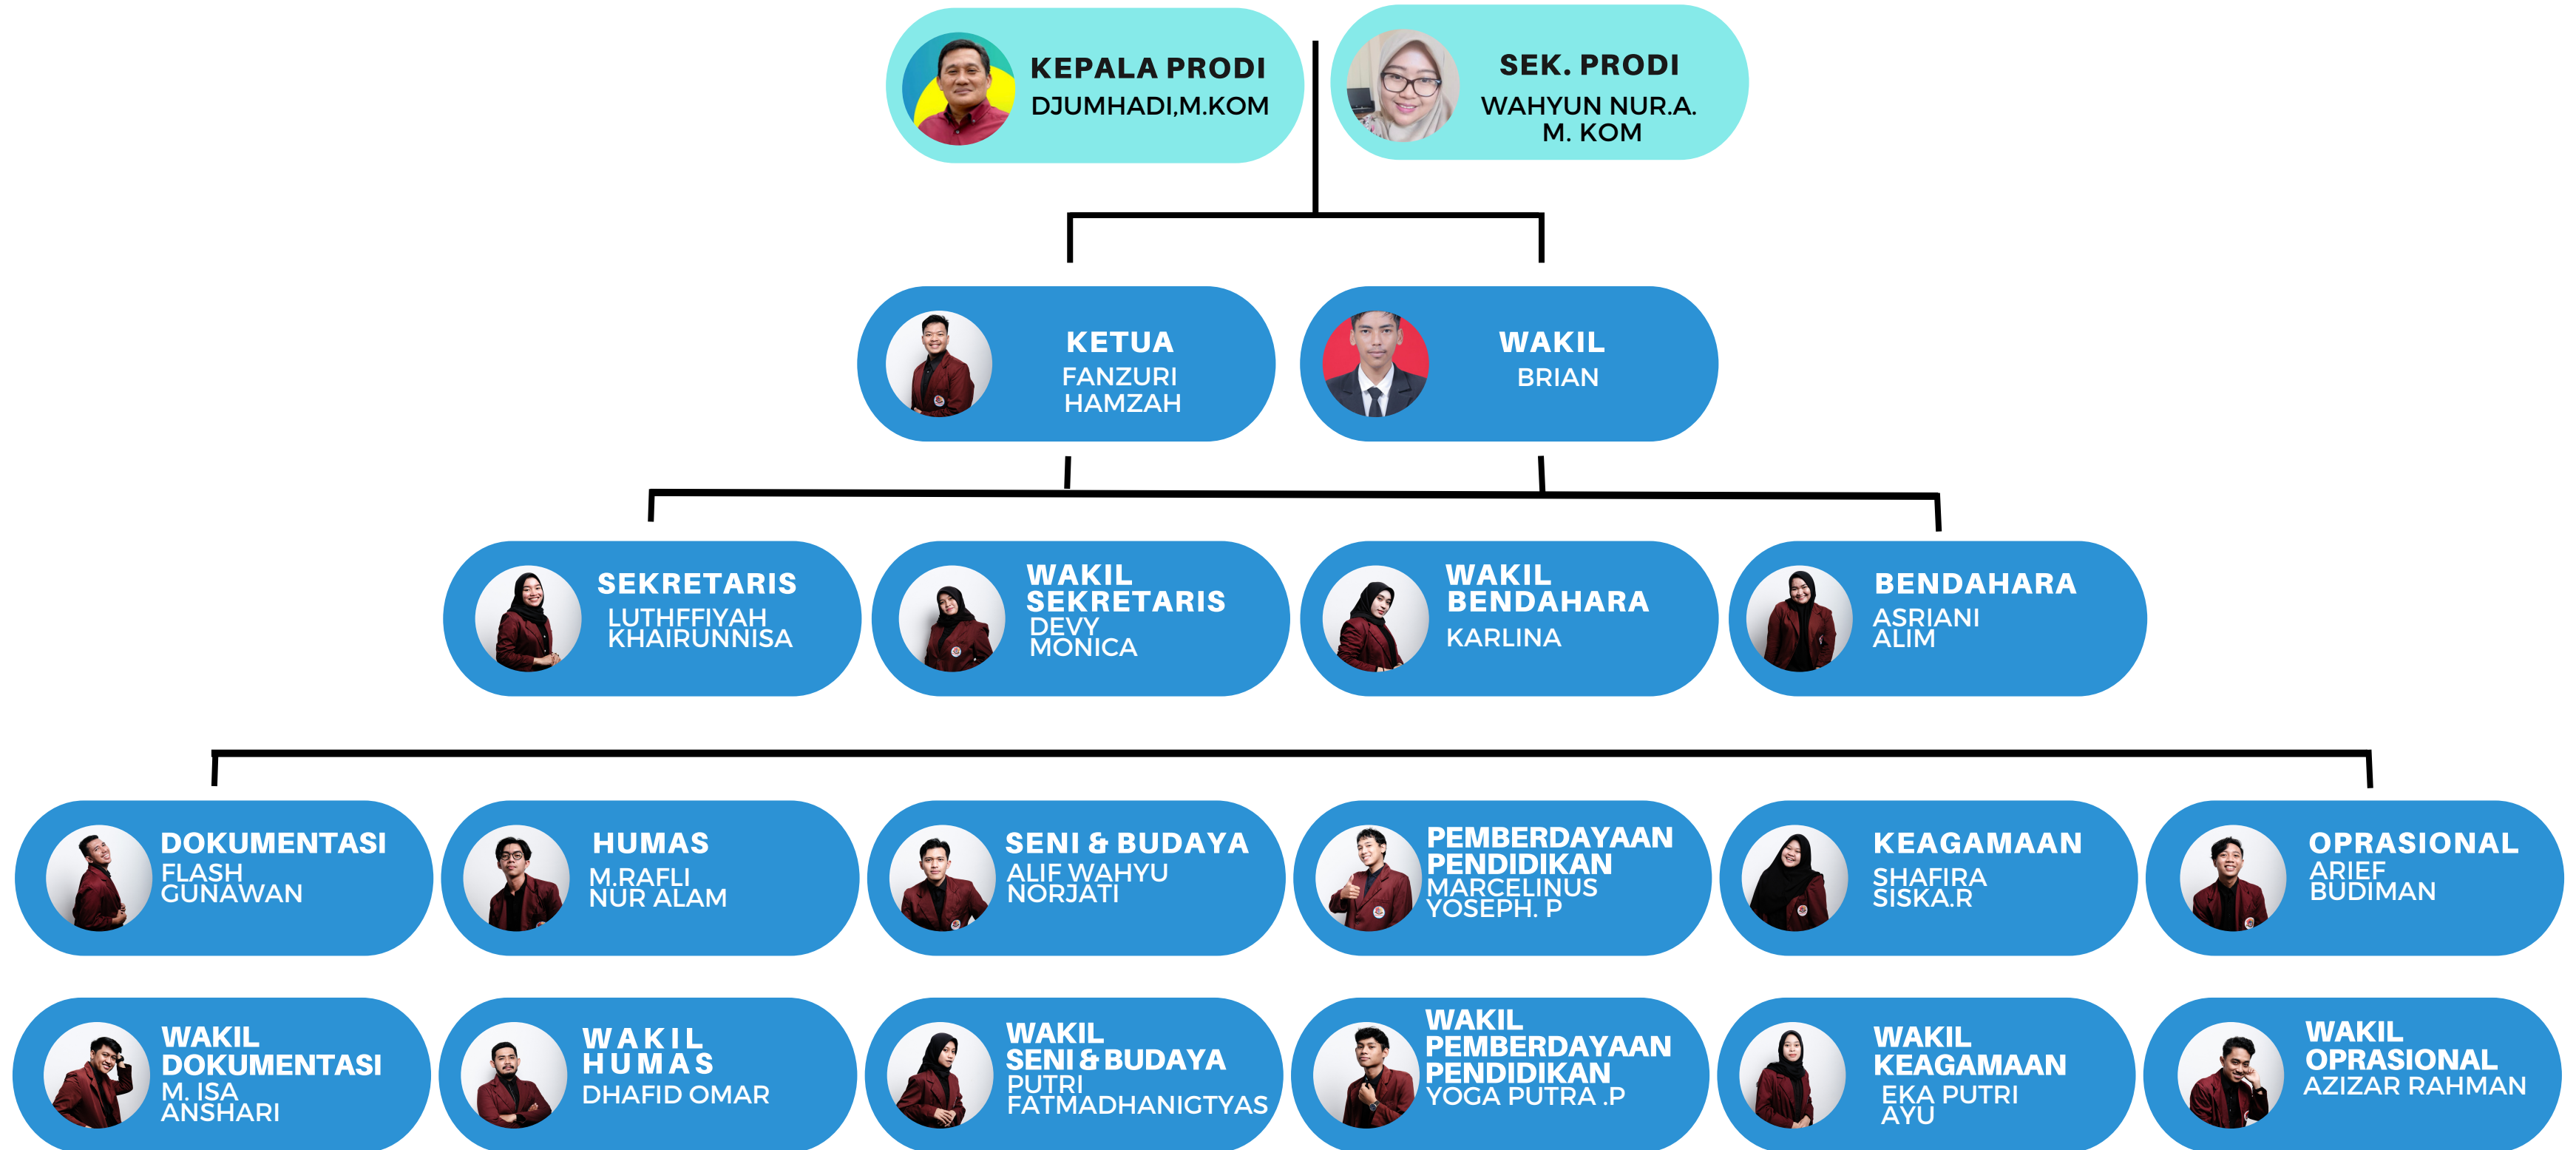 KEPALA PRODI
DJUMHADI,M.KOM
SEK. PRODI
WAHYUN NUR.A.
M. KOM
KETUA
FANZURI
HAMZAH
WAKIL
BRIAN
SEKRETARIS
LUTHFFIYAH
KHAIRUNNISA
WAKIL
SEKRETARIS
DEVY
MONICA
WAKIL
BENDAHARA
KARLINA
BENDAHARA
ASRIANI
ALIM
DOKUMENTASI
FLASH
GUNAWAN
HUMAS
M.RAFLI
NUR ALAM
SENI & BUDAYA
ALIF WAHYU
NORJATI
PEMBERDAYAAN
PENDIDIKAN
MARCELINUS
YOSEPH. P
KEAGAMAAN
SHAFIRA
SISKA.R
OPRASIONAL
ARIEF
BUDIMAN
WAKIL
DOKUMENTASI
M. ISA
ANSHARI
WAKIL
HUMAS
DHAFID OMAR
WAKIL
SENI & BUDAYA
PUTRI
FATMADHANIGTYAS
WAKIL
PEMBERDAYAAN
PENDIDIKAN
YOGA PUTRA .P
WAKIL
KEAGAMAAN
EKA PUTRI
AYU
WAKIL
OPRASIONAL
AZIZAR RAHMAN